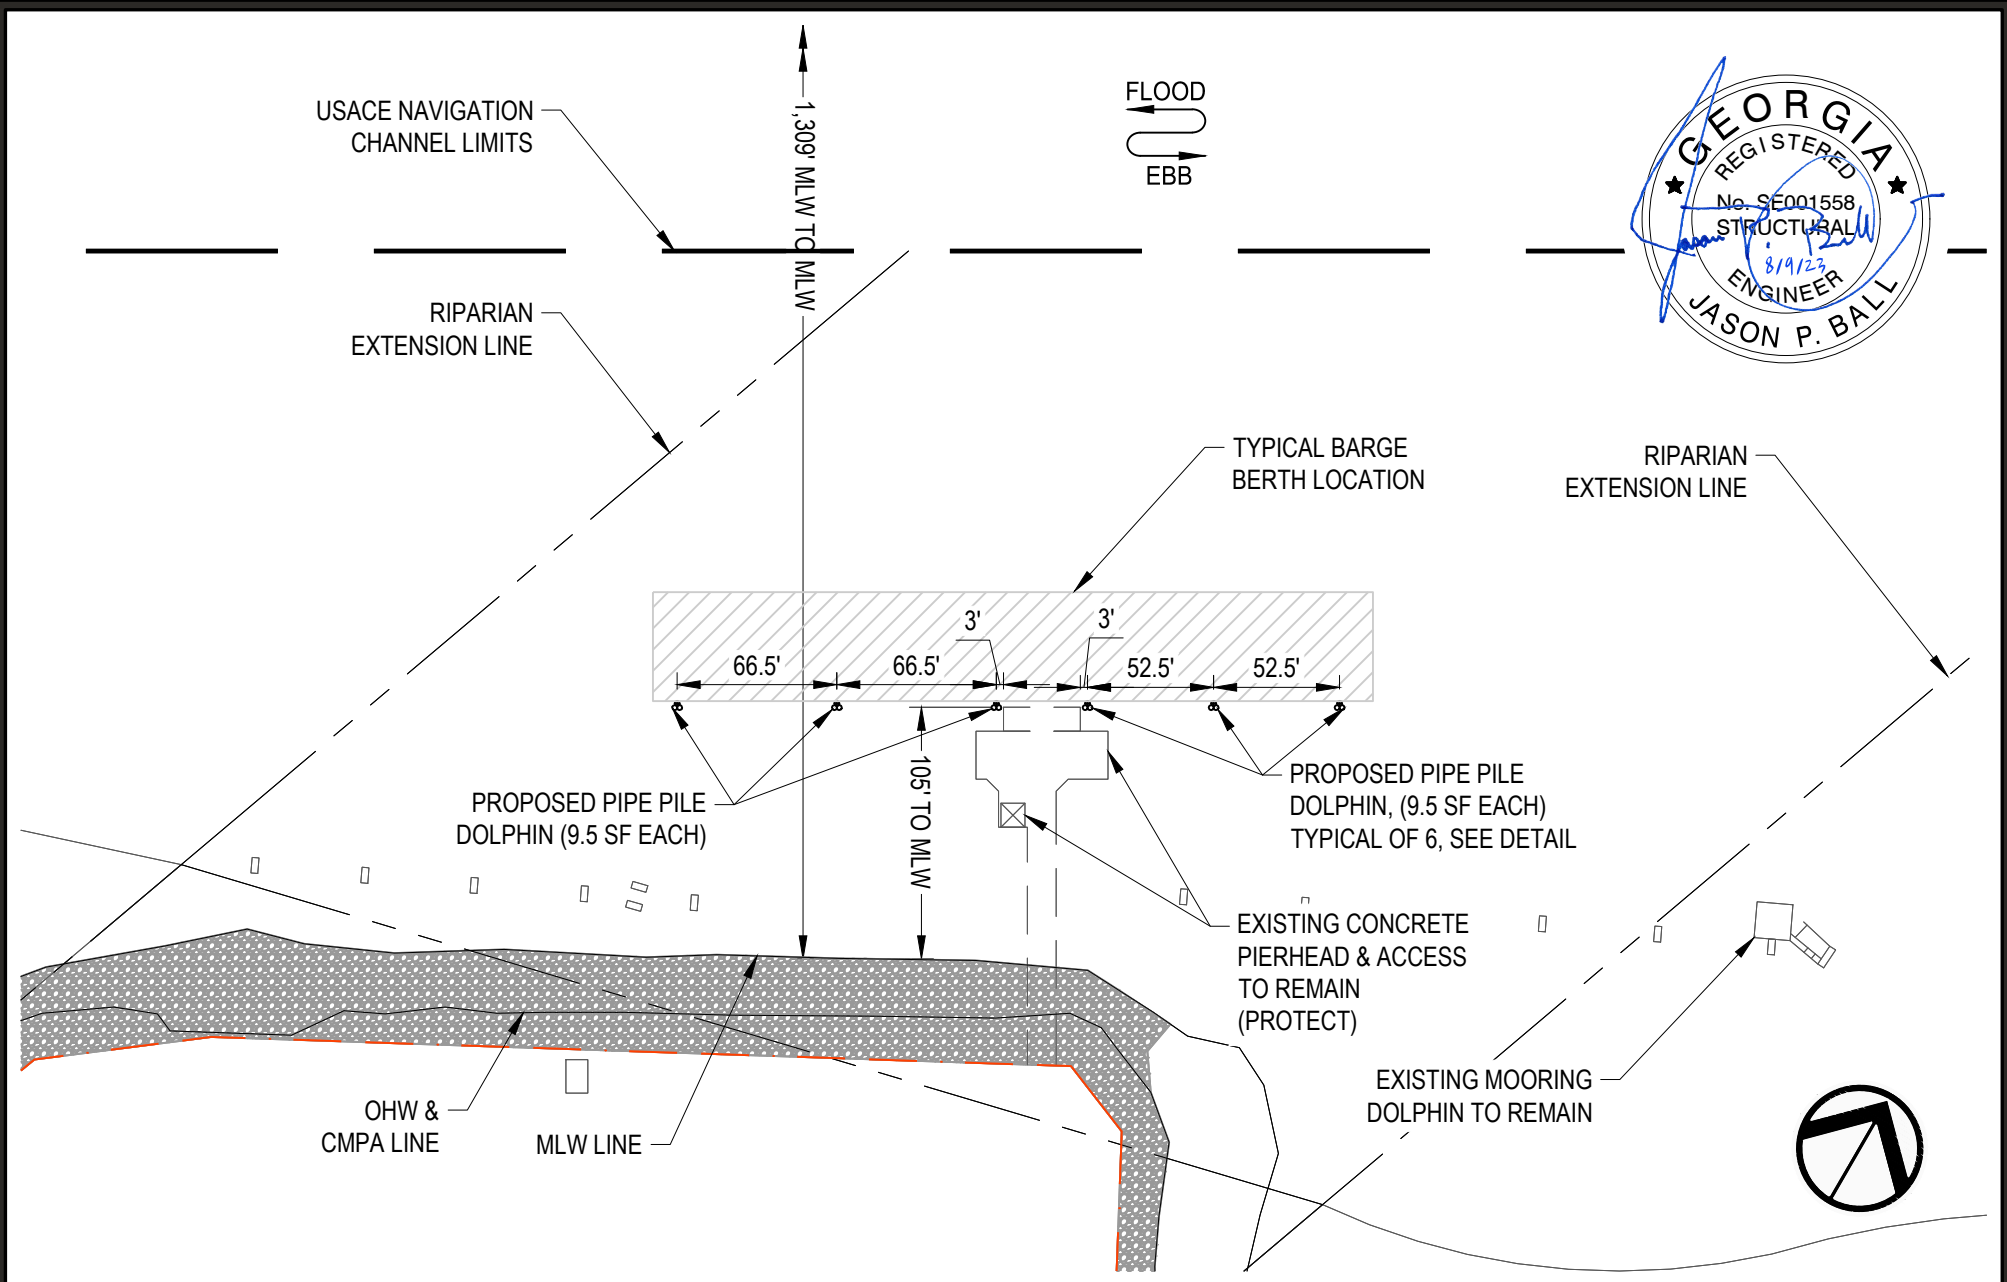 USACE NAVIGATION
CHANNEL LIMITS
1,309' MLW TO MLW
FLOOD
EBB
GEORGIA
REGISTERED
No. SE001558
STRUCTURAL
Jason P. Ball
8/9/23
ENGINEER
JASON P. BALL
RIPARIAN
EXTENSION LINE
TYPICAL BARGE
BERTH LOCATION
RIPARIAN
EXTENSION LINE
3'
3'
66.5'
66.5'
52.5'
52.5'
105' TO MLW
PROPOSED PIPE PILE
DOLPHIN (9.5 SF EACH)
PROPOSED PIPE PILE
DOLPHIN, (9.5 SF EACH)
TYPICAL OF 6, SEE DETAIL
EXISTING CONCRETE
PIERHEAD & ACCESS
TO REMAIN
(PROTECT)
EXISTING MOORING
DOLPHIN TO REMAIN
OHW &
CMPA LINE
MLW LINE